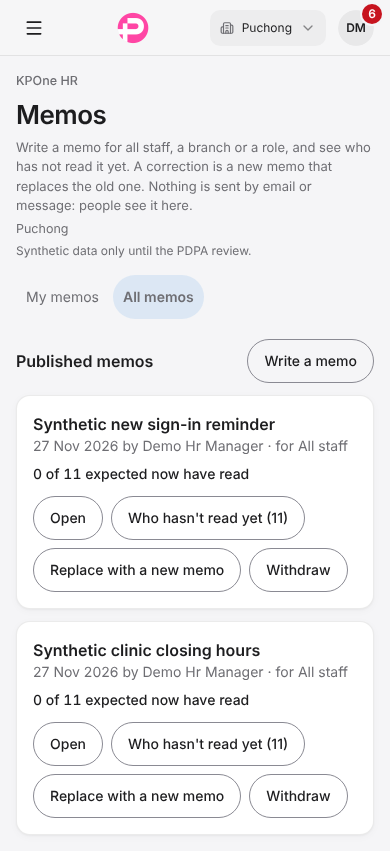 Puchong
DM
6
KPOne HR
Memos
Write a memo for all staff, a branch or a role, and see who
has not read it yet. A correction is a new memo that
replaces the old one. Nothing is sent by email or
message: people see it here.
Puchong
Synthetic data only until the PDPA review.
My memos
All memos
Published memos
Write a memo
Synthetic new sign-in reminder
27 Nov 2026 by Demo Hr Manager · for All staff
0 of 11 expected now have read
Open
Who hasn't read yet (11)
Replace with a new memo
Withdraw
Synthetic clinic closing hours
27 Nov 2026 by Demo Hr Manager · for All staff
0 of 11 expected now have read
Open
Who hasn't read yet (11)
Replace with a new memo
Withdraw